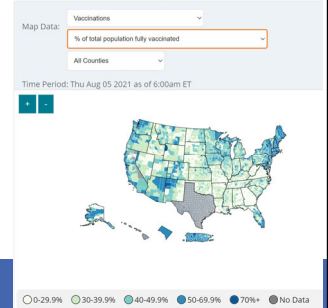 Map Data:
Vaccinations
% of total population fully vaccinated
All Counties
Time Period: Thu Aug 05 2021 as of 6:00am ET
+ -
0-29.9% 30-39.9% 40-49.9% 50-69.9% 70%+ No Data